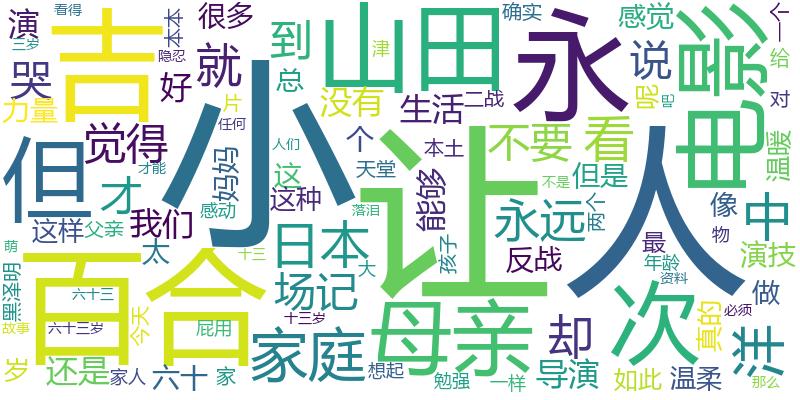 看得
三岁
演
哭
力量
吉
本本
隐忍
好
很多
就
片
任何
到
总
人们
山田
津
没有
生活
二战
永
确实
感觉
说
呢
巴
电影
个
给
对
温暖
但
觉得
才
才能
妈妈
小
这
个
天堂
让
本土
能够
不要
看
人
但是
不是
永远
两个
像
物
中
这样
父亲
我们
感动
这种
落泪
日本
孩子
反战
最
年龄
资料
演技
萌
黑泽明
六十三
太
十三
百合
场记
大
母亲
却
次
做
真的
必须
洋
故事
六十三岁
今天
屁用
十三岁
家庭
岁
还是
家人
六十
家
想起
勉强
一样
导演
如此
温柔
那么